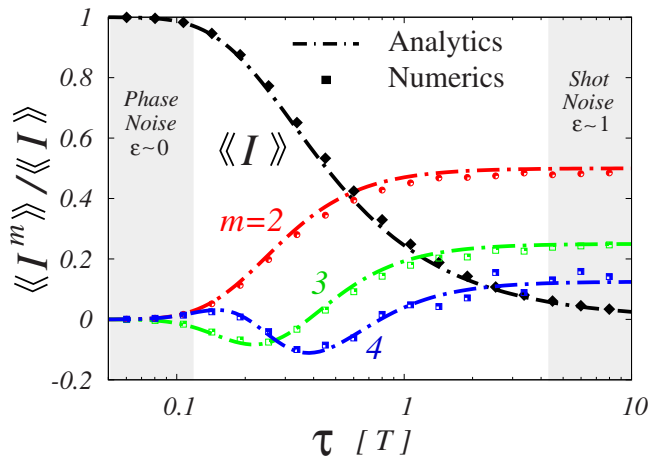 1
0.8
0.6
0.4
0.2
0
-0.2
⟪I^m⟫/⟪I⟫
Phase
Noise
ε~0
Analytics
Numerics
Shot
Noise
ε~1
⟪I⟫
m=2
3
4
0.1
1
10
τ [T]